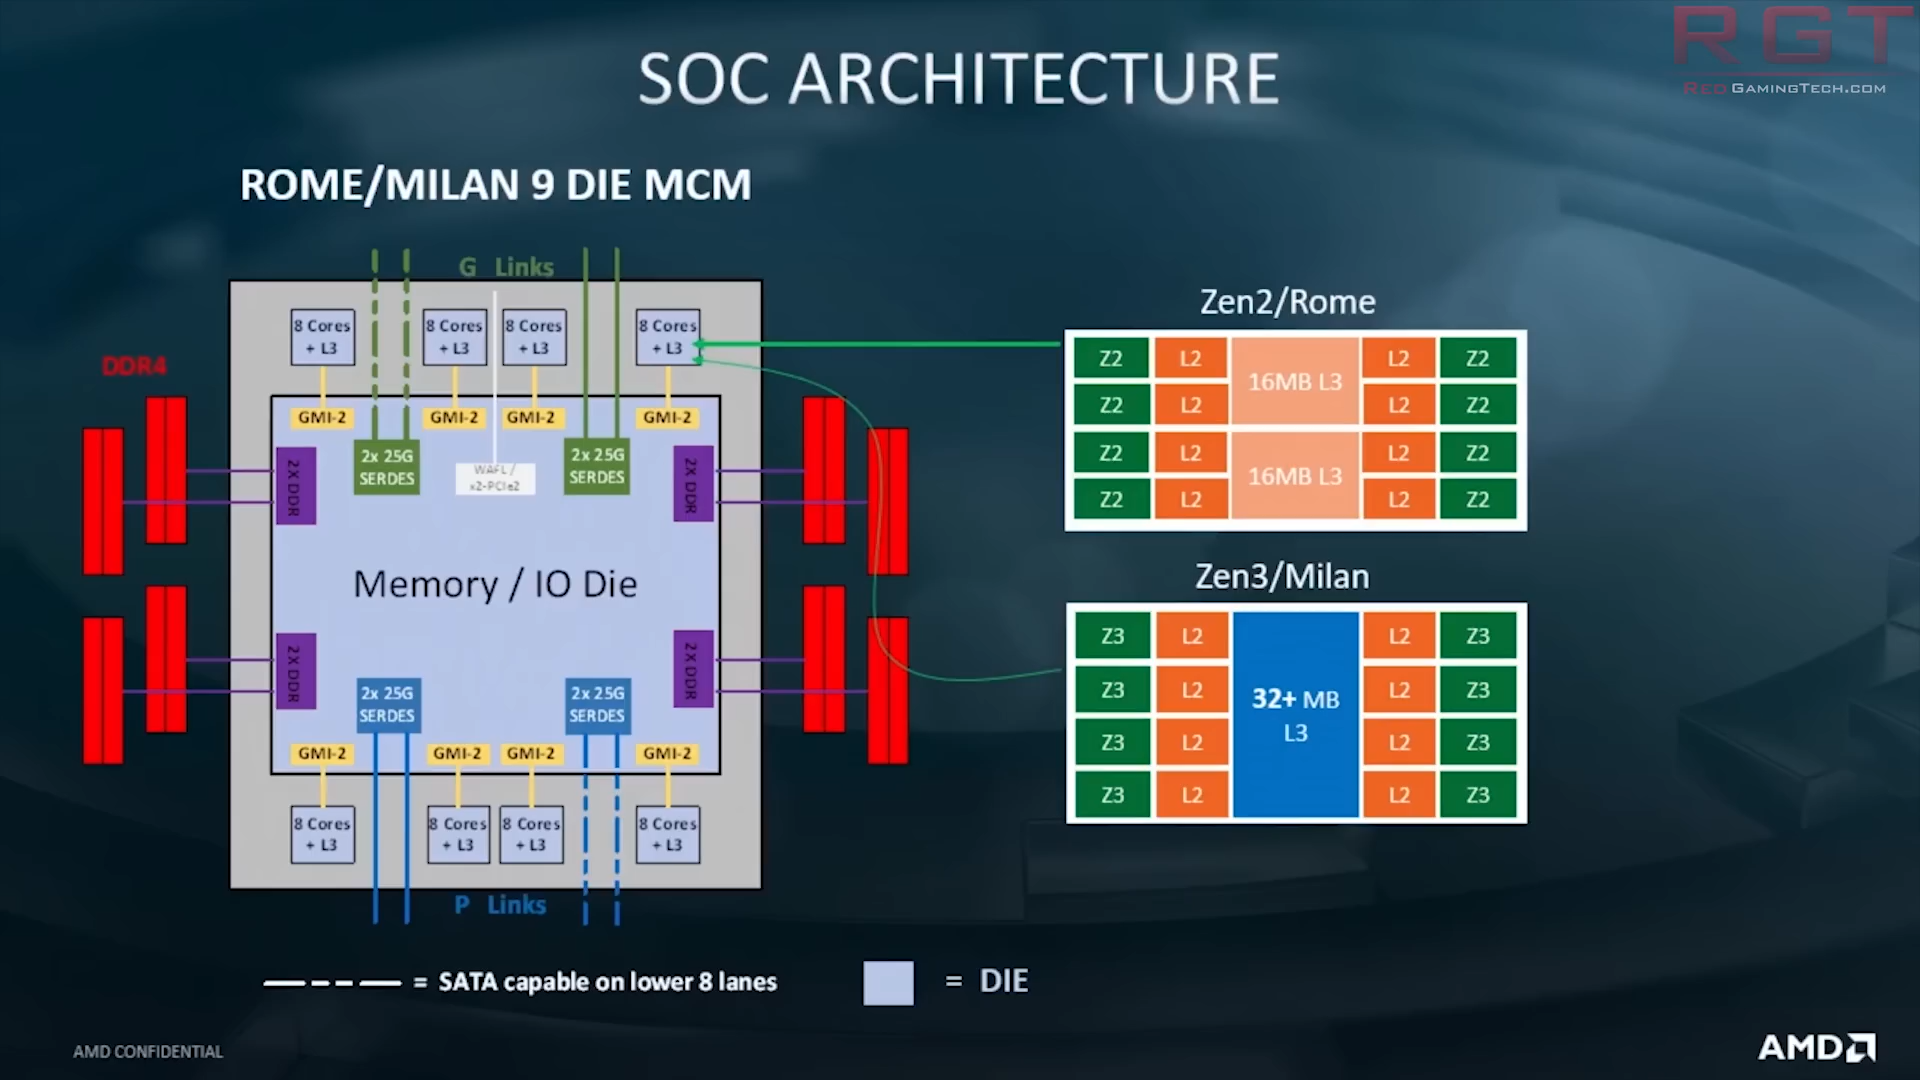 RGT
RED GAMINGTECH.COM
SOC ARCHITECTURE
ROME/MILAN 9 DIE MCM
G Links
8 Cores
+ L3
8 Cores
+ L3
8 Cores
+ L3
8 Cores
+ L3
DDR4
GMI-2
GMI-2
GMI-2
GMI-2
2X DDR
2x 25G
SERDES
WAFL /
x2-PCIe2
2x 25G
SERDES
2X DDR
Memory / IO Die
2X DDR
2x 25G
SERDES
2x 25G
SERDES
2X DDR
GMI-2
GMI-2
GMI-2
GMI-2
8 Cores
+ L3
8 Cores
+ L3
8 Cores
+ L3
8 Cores
+ L3
P Links
Zen2/Rome
Z2 L2 16MB L3 L2 Z2
Z2 L2 L2 Z2
Z2 L2 16MB L3 L2 Z2
Z2 L2 L2 Z2
Zen3/Milan
Z3 L2 L2 Z3
Z3 L2 32+ MB L2 Z3
L3
Z3 L2 L2 Z3
Z3 L2 L2 Z3
= SATA capable on lower 8 lanes
= DIE
AMD CONFIDENTIAL
AMD